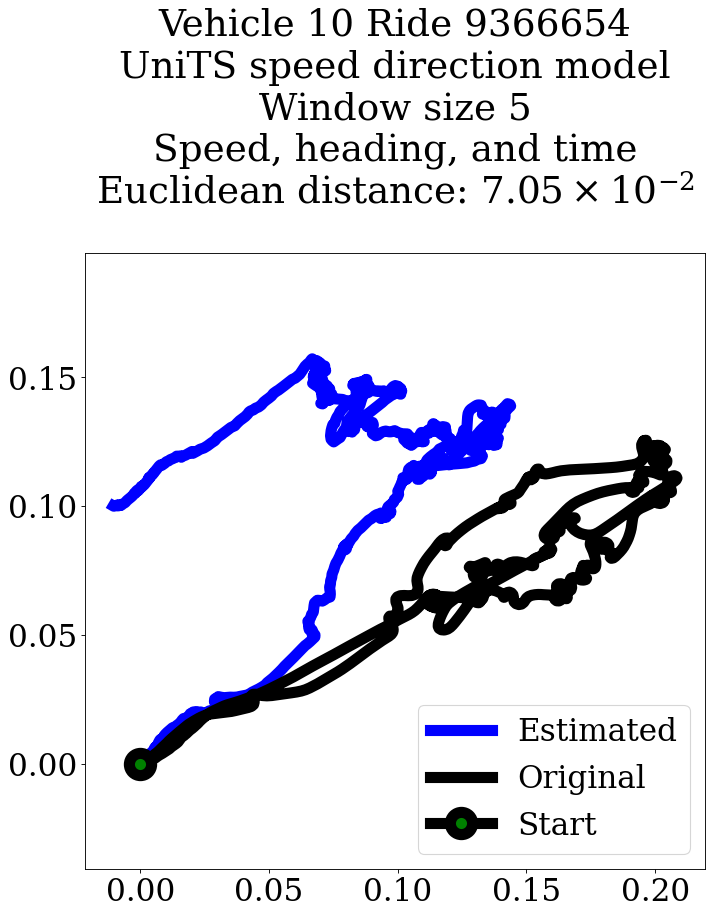 Vehicle 10 Ride 9366654
UniTS speed direction model
Window size 5
Speed, heading, and time
Euclidean distance: 7.05 × 10⁻²
0.15
0.10
0.05
0.00
Estimated
Original
Start
0.00 0.05 0.10 0.15 0.20